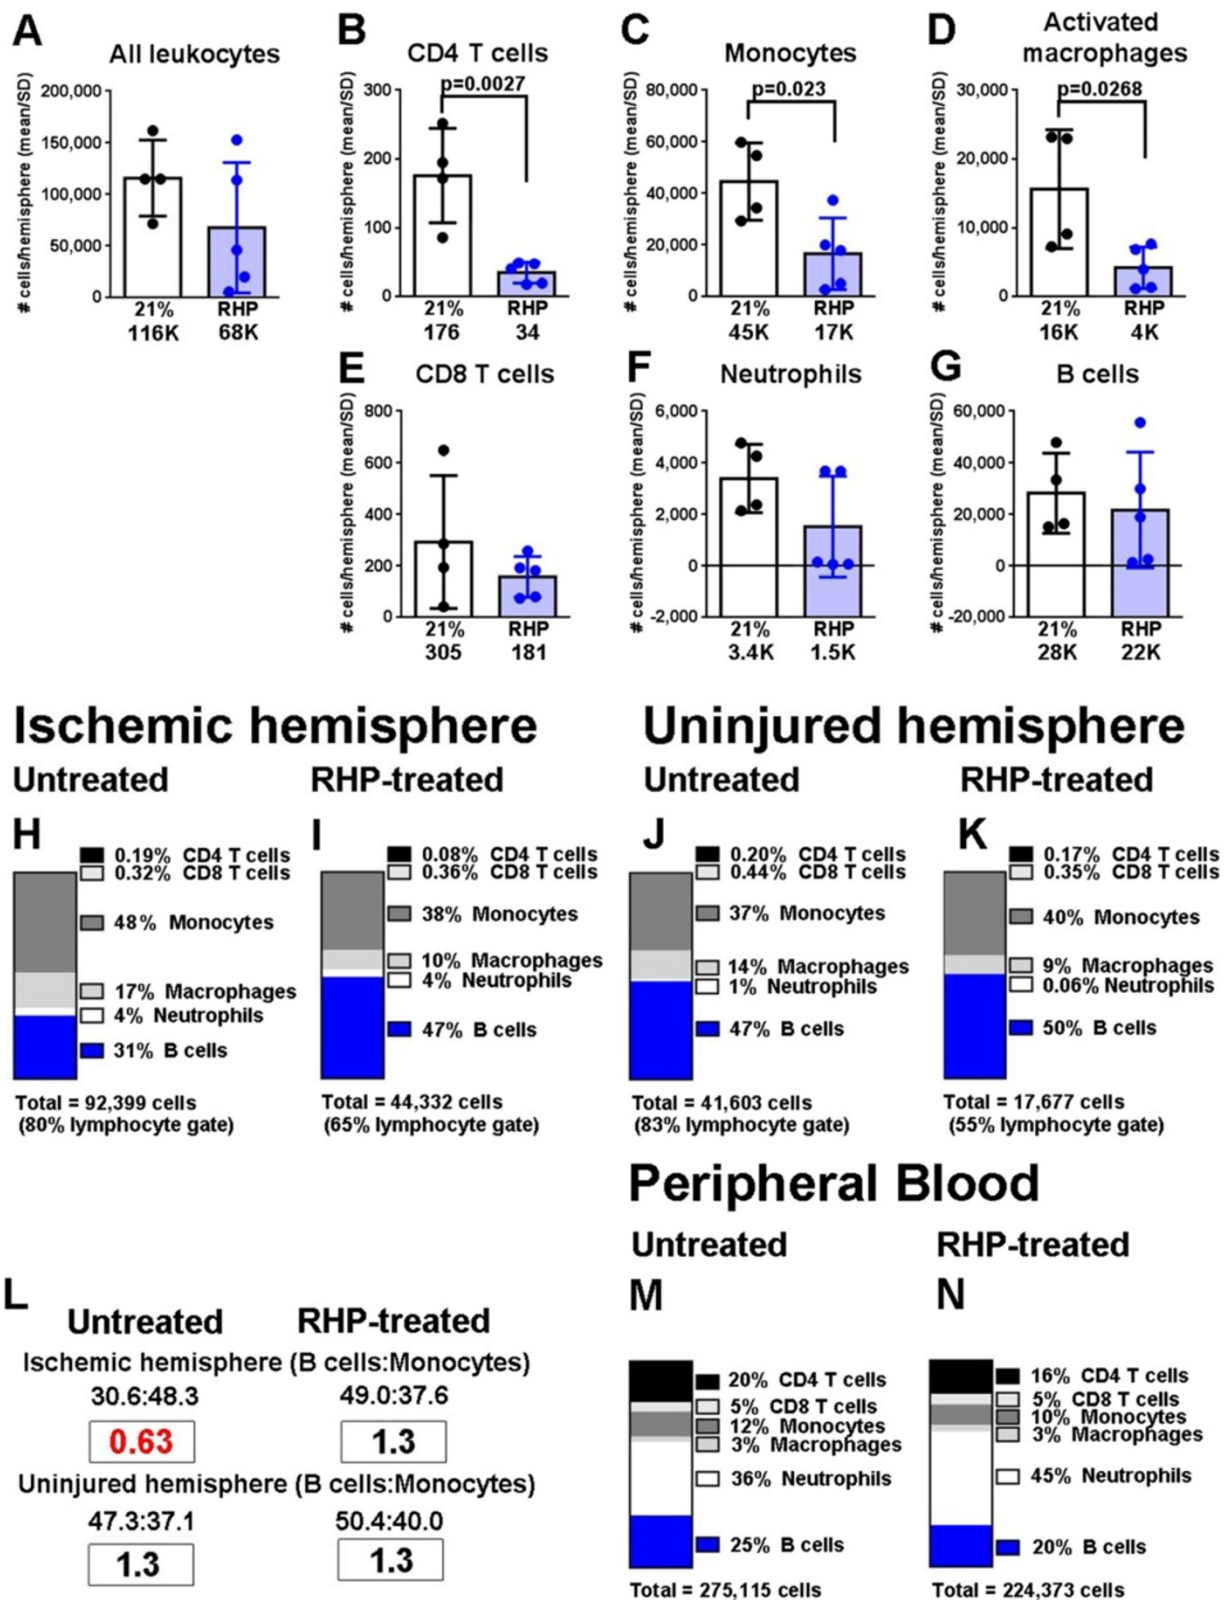 A
All leukocytes
# cells/hemisphere (mean/SD)
200,000
150,000
100,000
50,000
0
21% RHP
116K 68K
B
CD4 T cells
p=0.0027
# cells/hemisphere (mean/SD)
300
200
100
0
21% RHP
176 34
C
Monocytes
p=0.023
# cells/hemisphere (mean/SD)
80,000
60,000
40,000
20,000
0
21% RHP
45K 17K
D
Activated
macrophages
p=0.0268
# cells/hemisphere (mean/SD)
30,000
20,000
10,000
0
21% RHP
16K 4K
E
CD8 T cells
# cells/hemisphere (mean/SD)
800
600
400
200
0
21% RHP
305 181
F
Neutrophils
# cells/hemisphere (mean/SD)
6,000
4,000
2,000
0
-2,000
21% RHP
3.4K 1.5K
G
B cells
# cells/hemisphere (mean/SD)
60,000
40,000
20,000
0
-20,000
21% RHP
28K 22K
Ischemic hemisphere
Untreated
RHP-treated
H
0.19% CD4 T cells
0.32% CD8 T cells
48% Monocytes
17% Macrophages
4% Neutrophils
31% B cells
Total = 92,399 cells
(80% lymphocyte gate)
I
0.08% CD4 T cells
0.36% CD8 T cells
38% Monocytes
10% Macrophages
4% Neutrophils
47% B cells
Total = 44,332 cells
(65% lymphocyte gate)
Uninjured hemisphere
Untreated
RHP-treated
J
0.20% CD4 T cells
0.44% CD8 T cells
37% Monocytes
14% Macrophages
1% Neutrophils
47% B cells
Total = 41,603 cells
(83% lymphocyte gate)
K
0.17% CD4 T cells
0.35% CD8 T cells
40% Monocytes
9% Macrophages
0.06% Neutrophils
50% B cells
Total = 17,677 cells
(55% lymphocyte gate)
L
Untreated RHP-treated
Ischemic hemisphere (B cells:Monocytes)
30.6:48.3 49.0:37.6
0.63 1.3
Uninjured hemisphere (B cells:Monocytes)
47.3:37.1 50.4:40.0
1.3 1.3
Peripheral Blood
Untreated
RHP-treated
M
20% CD4 T cells
5% CD8 T cells
12% Monocytes
3% Macrophages
36% Neutrophils
25% B cells
Total = 275,115 cells
N
16% CD4 T cells
5% CD8 T cells
10% Monocytes
3% Macrophages
45% Neutrophils
20% B cells
Total = 224,373 cells